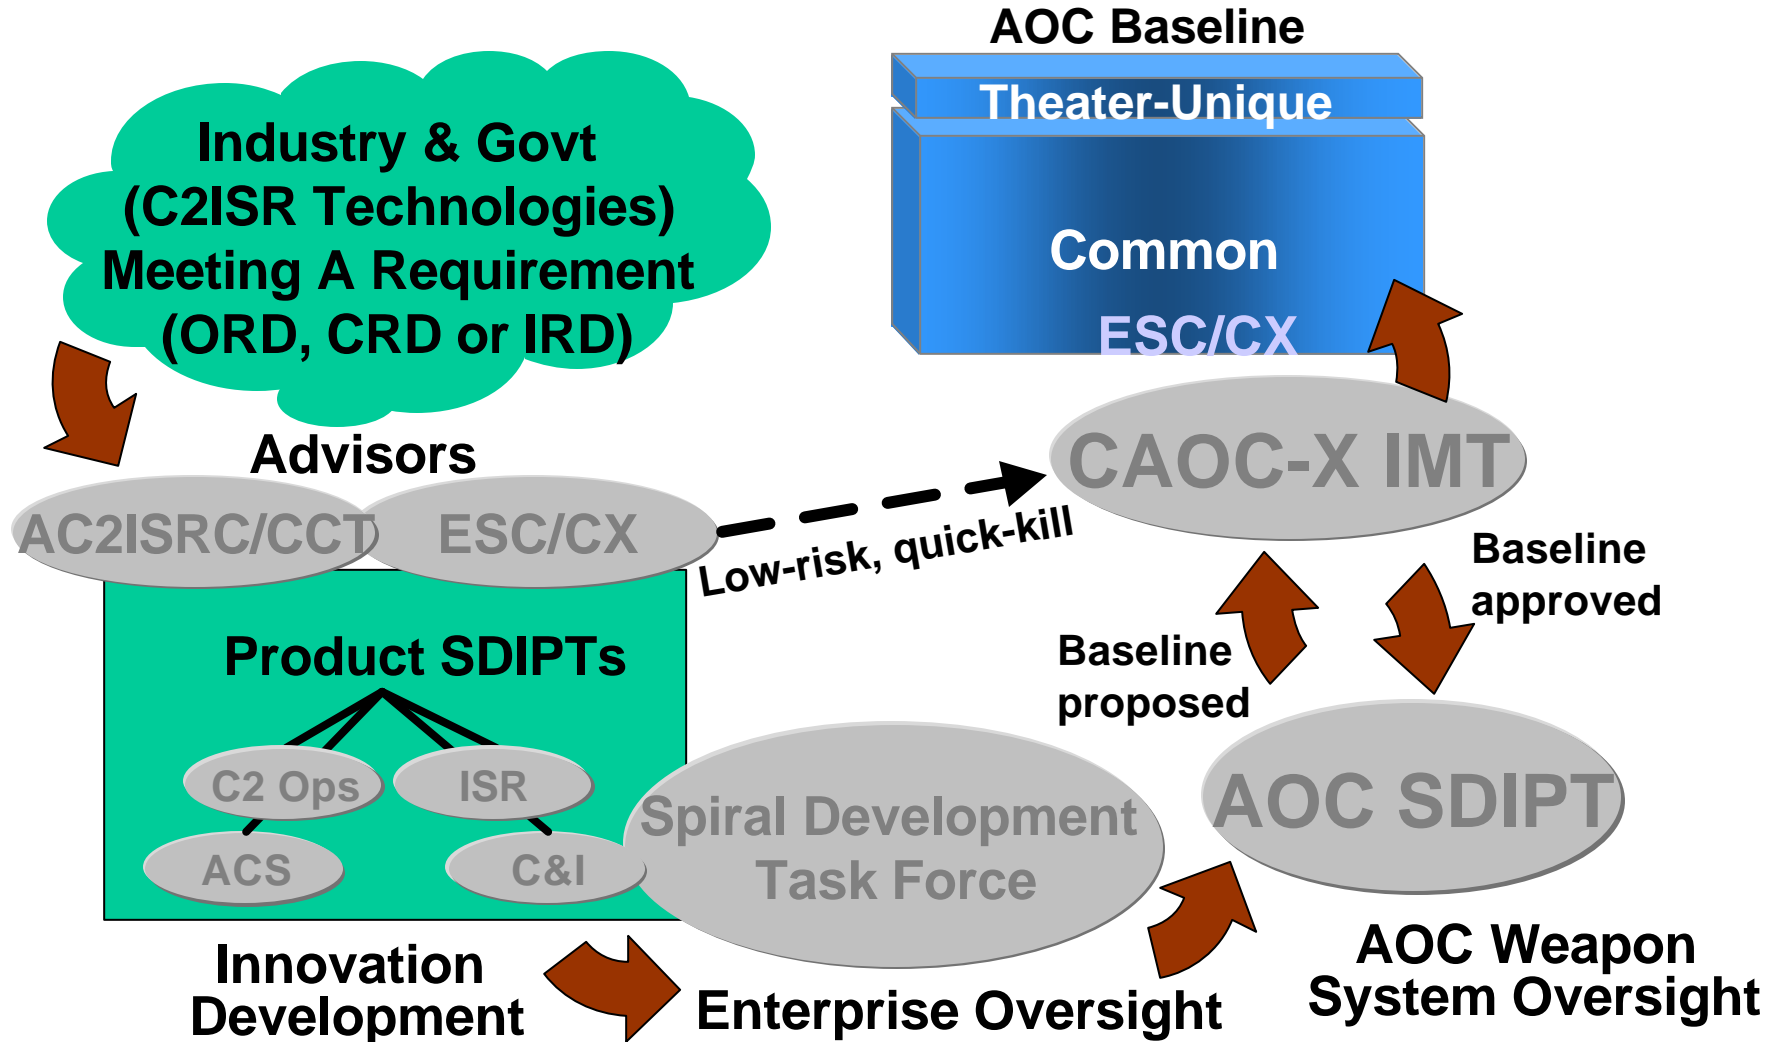 AOC Baseline
Theater-Unique
Common
ESC/CX
Industry & Govt
(C2ISR Technologies)
Meeting A Requirement
(ORD, CRD or IRD)
Advisors
AC2ISRC/CCT
ESC/CX
Low-risk, quick-kill
CAOC-X IMT
Baseline
approved
Baseline
proposed
Product SDIPTs
C2 Ops
ISR
ACS
C&I
Spiral Development
Task Force
AOC SDIPT
Innovation
Development
Enterprise Oversight
AOC Weapon
System Oversight